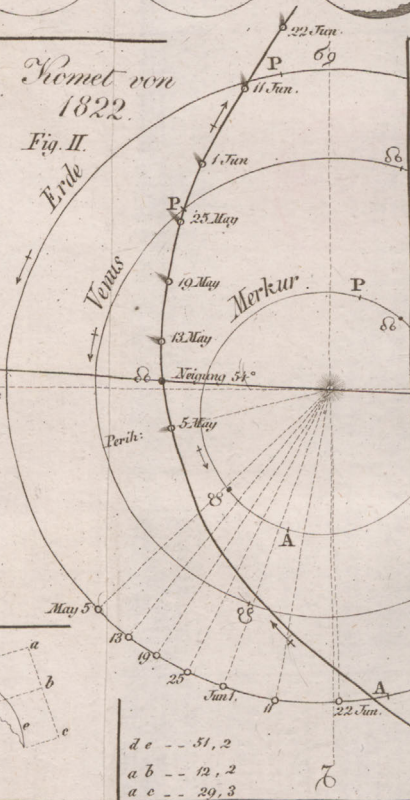 22 Jun.
♋
P
11 Jun.
Komet von
1822.
Fig. II.
Erde
1 Jun
☊
P
25 May
Venus
19 May
Merkur
P
☊
13 May
☊ Neigung 54°
5 May
Perih:
☋
A
May 5
☋
13
19
25
Jun 1.
11
22 Jun.
A
a
b
e
c
d e -- 51, 2
a b -- 12, 2
a c -- 29, 3
♑